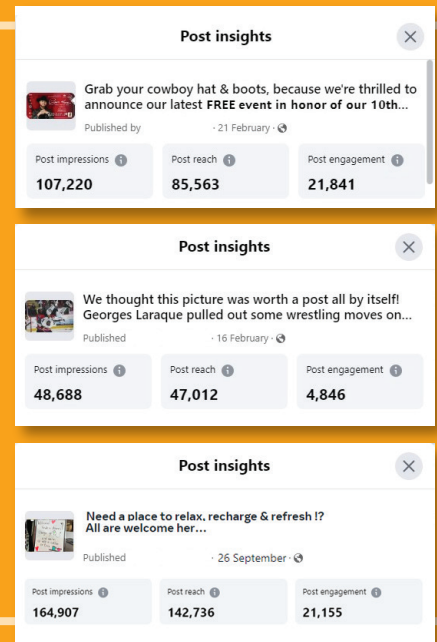 Post insights
Grab your cowboy hat & boots, because we're thrilled to
announce our latest FREE event in honor of our 10th...
Published by · 21 February ·
Post impressions Post reach Post engagement
107,220 85,563 21,841
Post insights
We thought this picture was worth a post all by itself!
Georges Laraque pulled out some wrestling moves on...
Published · 16 February ·
Post impressions Post reach Post engagement
48,688 47,012 4,846
Post insights
Need a place to relax, recharge & refresh !?
All are welcome her...
Published · 26 September ·
Post impressions Post reach Post engagement
164,907 142,736 21,155